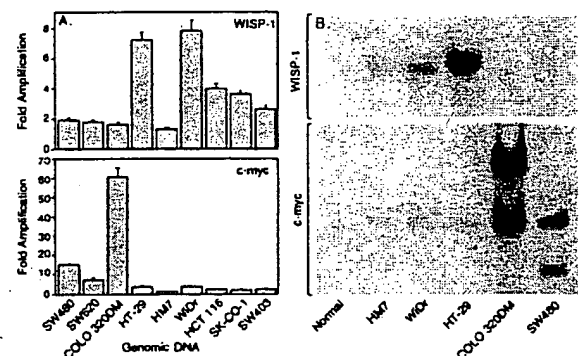 A.
WISP-1
Fold Amplification
8
6
4
2
0
c-myc
Fold Amplification
70
60
50
40
30
20
10
0
SW480
SW620
COLO 320DM
HT-29
HM7
WiDr
HCT 116
SK-CO-1
SW403
Genomic DNA
B.
WISP-1
c-myc
Normal
HM7
WiDr
HT-29
COLO 320DM
SW480